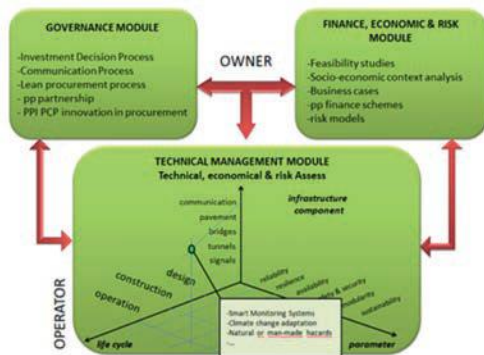 GOVERNANCE MODULE
-Investment Decision Process
-Communication Process
-Lean procurement process
- pp partnership
- PPI PCP innovation in procurement
OWNER
FINANCE, ECONOMIC & RISK
MODULE
-Feasibility studies
-Socio-economic context analysis
-Business cases
-pp finance schemes
-risk models
TECHNICAL MANAGEMENT MODULE
Technical, economical & risk Assess
communication
pavement
bridges
tunnels
signals
infrastructure
component
design
construction
operation
life cycle
reliability
resilience
availability
& security
sustainability
parameter
-Smart Monitoring Systems
-Climate change adaptation
-Natural or man-made hazards
OPERATOR